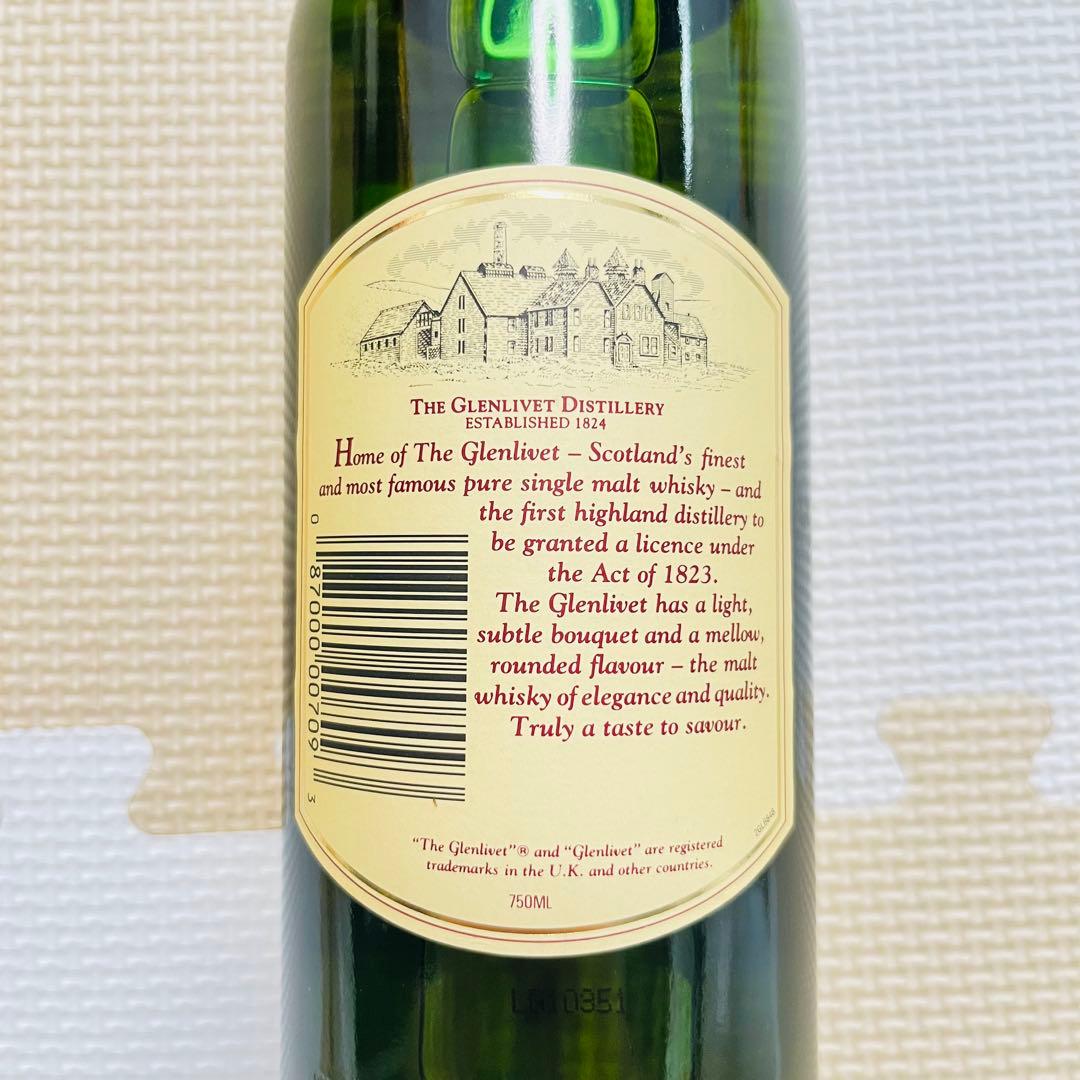 THE GLENLIVET DISTILLERY
ESTABLISHED 1824
Home of The Glenlivet – Scotland's finest
and most famous pure single malt whisky – and
the first highland distillery to
be granted a licence under
the Act of 1823.
The Glenlivet has a light,
subtle bouquet and a mellow,
rounded flavour – the malt
whisky of elegance and quality.
Truly a taste to savour.
0 87000 00709 3
"The Glenlivet"® and "Glenlivet" are registered
trademarks in the U.K. and other countries.
750ML